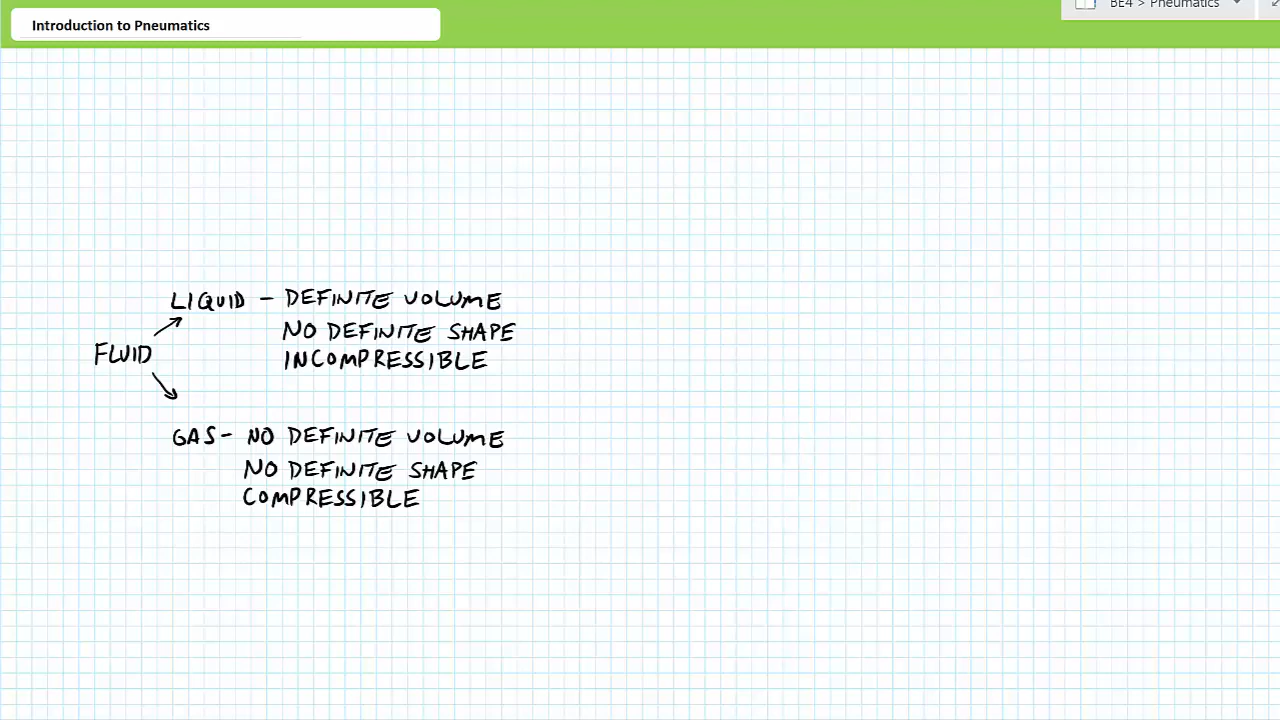 Introduction to Pneumatics
BE4 > Pneumatics
LIQUID - DEFINITE VOLUME
NO DEFINITE SHAPE
FLUID
INCOMPRESSIBLE
GAS - NO DEFINITE VOLUME
NO DEFINITE SHAPE
COMPRESSIBLE